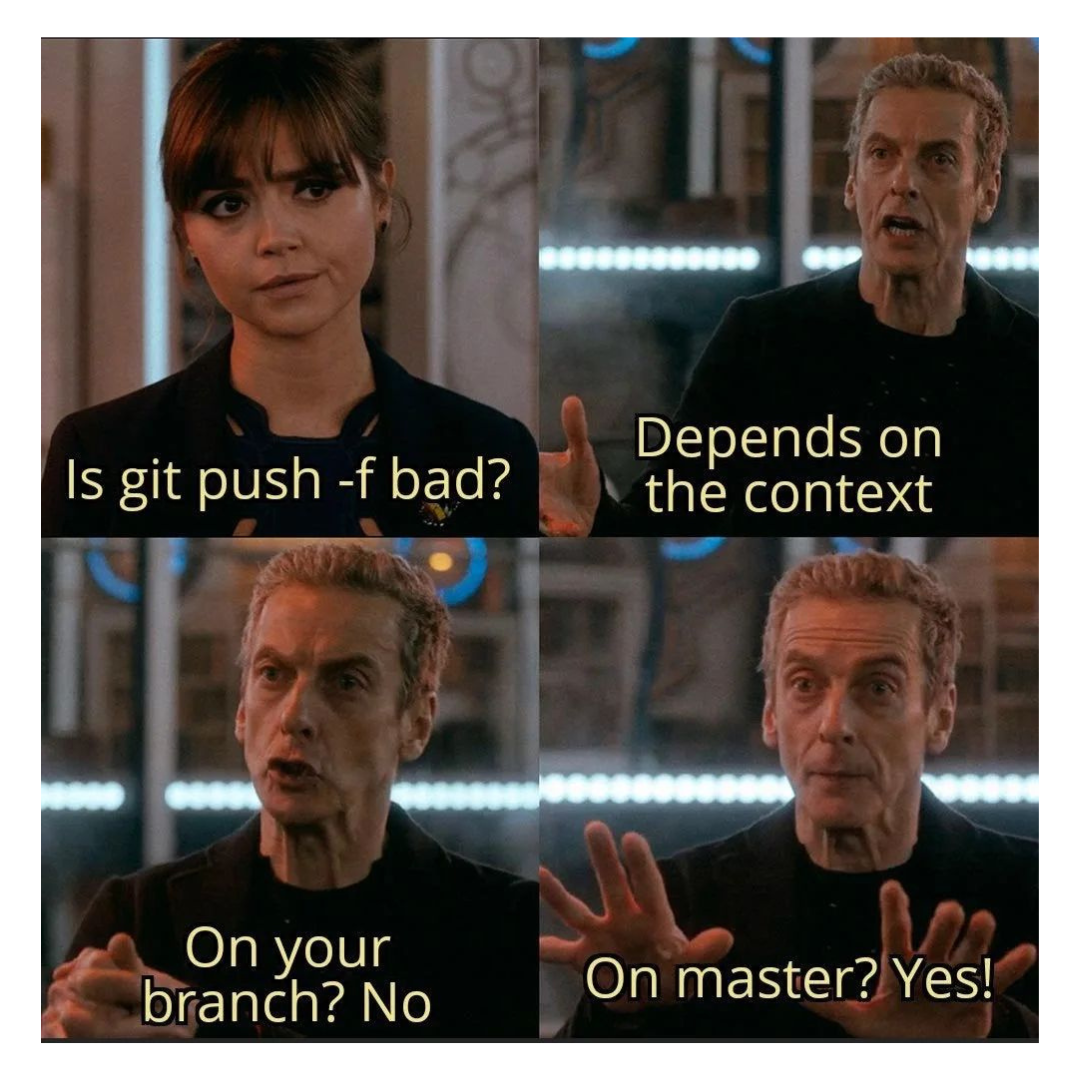 Is git push -f bad?
Depends on
the context
On your
branch? No
On master? Yes!